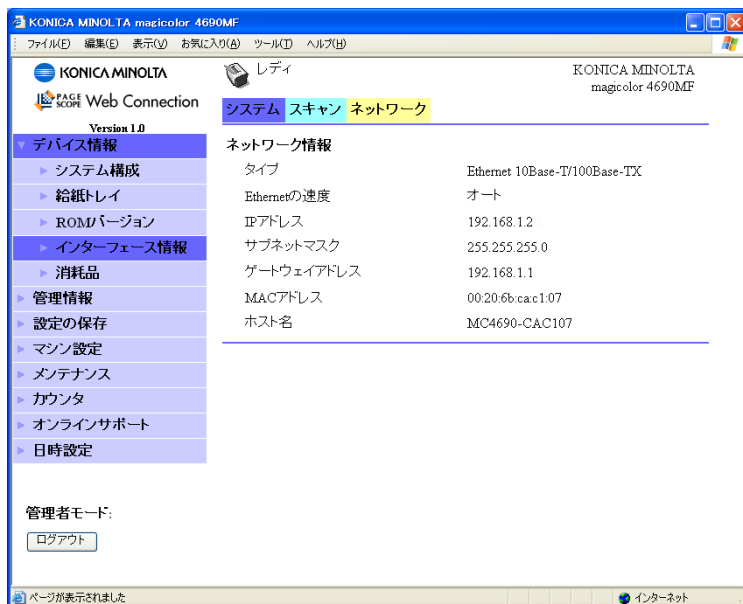 KONICA MINOLTA magicolor 4690MF
ファイル(F) 編集(E) 表示(V) お気に入り(A) ツール(T) ヘルプ(H)
KONICA MINOLTA
PAGE SCOPE Web Connection
Version 1.0
レディ
KONICA MINOLTA
magicolor 4690MF
システム スキャン ネットワーク
デバイス情報
システム構成
給紙トレイ
ROMバージョン
インターフェース情報
消耗品
管理情報
設定の保存
マシン設定
メンテナンス
カウンタ
オンラインサポート
日時設定
管理者モード:
ログアウト
ネットワーク情報
タイプ Ethernet 10Base-T/100Base-TX
Ethernetの速度 オート
IPアドレス 192.168.1.2
サブネットマスク 255.255.255.0
ゲートウェイアドレス 192.168.1.1
MACアドレス 00:20:6b:ca:c1:07
ホスト名 MC4690-CAC107
ページが表示されました インターネット